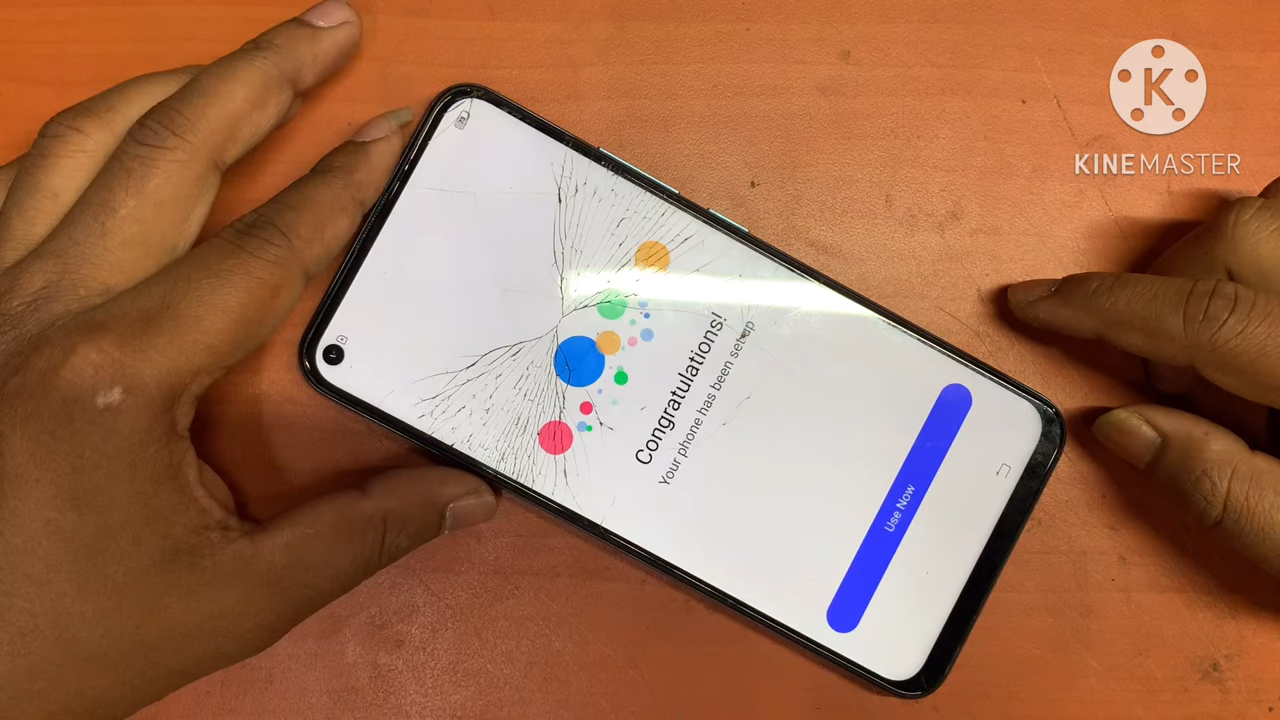 K
KINEMASTER
Congratulations!
Your phone has been set up
Use Now